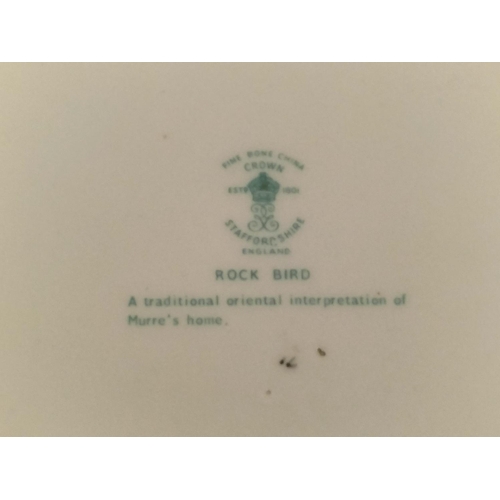 FINE BONE CHINA
CROWN
ESTD 1801
STAFFORDSHIRE
ENGLAND
ROCK BIRD
A traditional oriental interpretation of
Murre's home.